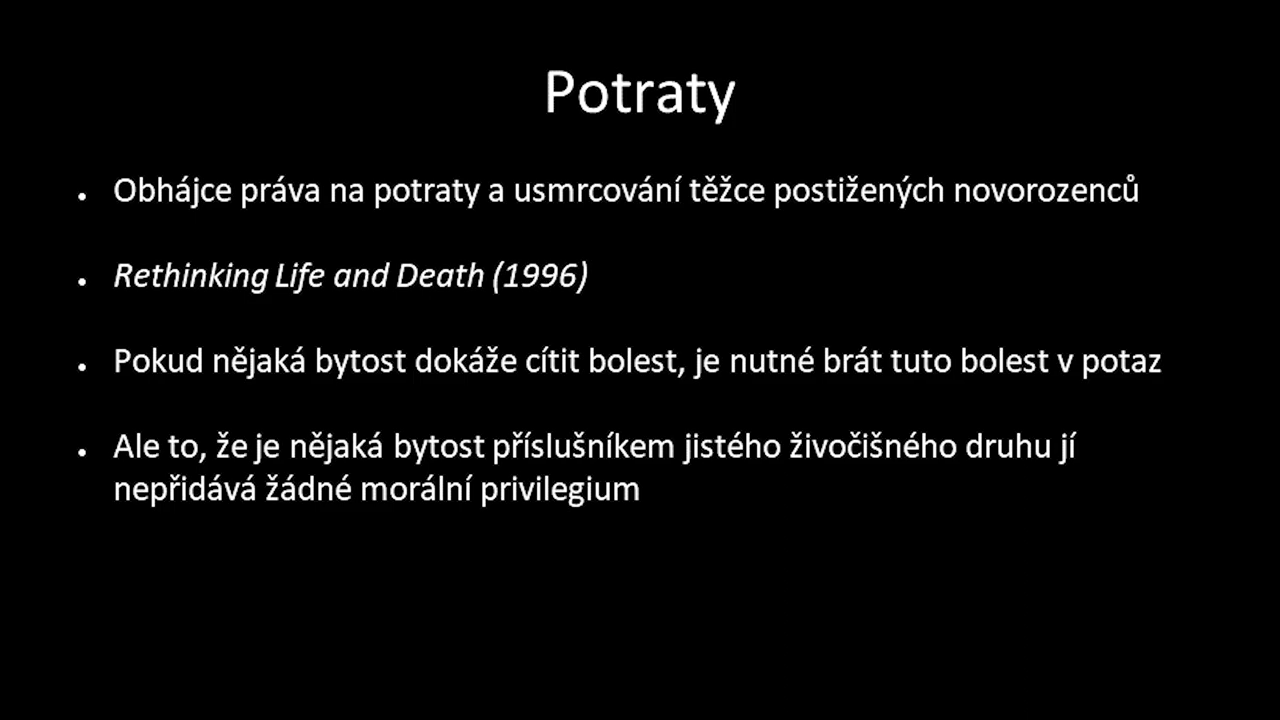 Potraty
• Obhájce práva na potraty a usmrcování těžce postižených novorozenců
• Rethinking Life and Death (1996)
• Pokud nějaká bytost dokáže cítit bolest, je nutné brát tuto bolest v potaz
• Ale to, že je nějaká bytost příslušníkem jistého živočišného druhu jí
nepřidává žádné morální privilegium